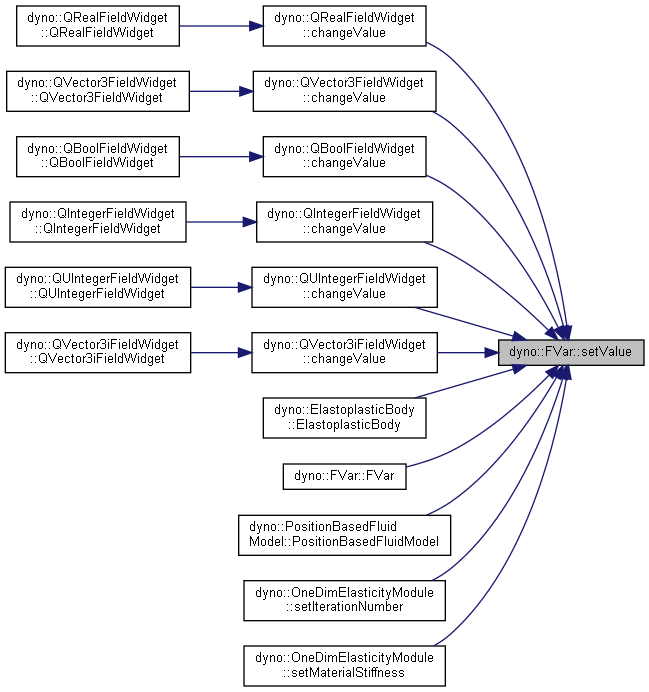 dyno::QRealFieldWidget
::QRealFieldWidget
dyno::QRealFieldWidget
::changeValue
dyno::QVector3FieldWidget
::QVector3FieldWidget
dyno::QVector3FieldWidget
::changeValue
dyno::QBoolFieldWidget
::QBoolFieldWidget
dyno::QBoolFieldWidget
::changeValue
dyno::QIntegerFieldWidget
::QIntegerFieldWidget
dyno::QIntegerFieldWidget
::changeValue
dyno::QUIntegerFieldWidget
::QUIntegerFieldWidget
dyno::QUIntegerFieldWidget
::changeValue
dyno::QVector3iFieldWidget
::QVector3iFieldWidget
dyno::QVector3iFieldWidget
::changeValue
dyno::FVar::setValue
dyno::ElastoplasticBody
::ElastoplasticBody
dyno::FVar::FVar
dyno::PositionBasedFluid
Model::PositionBasedFluidModel
dyno::OneDimElasticityModule
::setIterationNumber
dyno::OneDimElasticityModule
::setMaterialStiffness